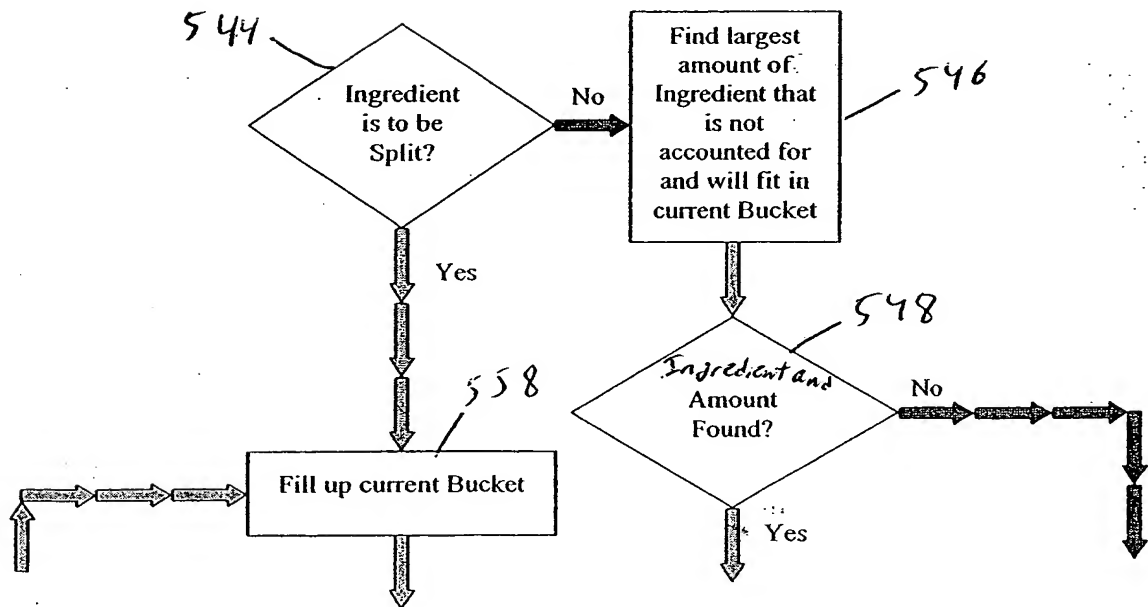 544
Ingredient
is to be
Split?
No
Find largest
amount of
Ingredient that
is not
accounted for
and will fit in
current Bucket
546
Yes
548
Ingredient and
Amount
Found?
No
558
Fill up current Bucket
Yes